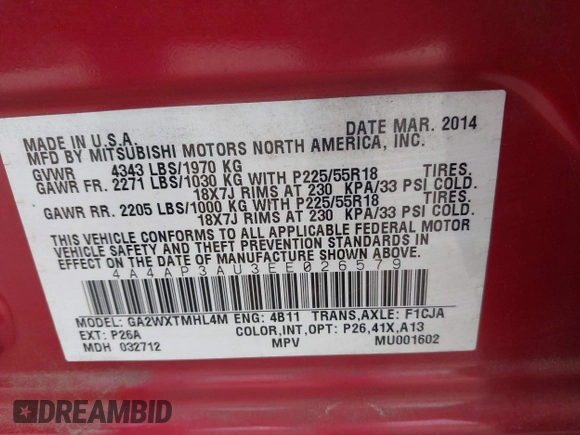 MADE IN U.S.A. DATE MAR. 2014
MFD BY MITSUBISHI MOTORS NORTH AMERICA, INC.
GVWR 4343 LBS/1970 KG
GAWR FR. 2271 LBS/1030 KG WITH P225/55R18 TIRES.
18X7J RIMS AT 230 KPA/33 PSI COLD.
GAWR RR. 2205 LBS/1000 KG WITH P225/55R18 TIRES.
18X7J RIMS AT 230 KPA/33 PSI COLD.
THIS VEHICLE CONFORMS TO ALL APPLICABLE FEDERAL MOTOR
VEHICLE SAFETY AND THEFT PREVENTION STANDARDS IN
EFFECT ON THE DATE OF MANUFACTURE SHOWN ABOVE.
4A4AP3AU3EE026579
MODEL: GA2WXTMHL4M ENG: 4B11 TRANS,AXLE: F1CJA
EXT: P26A COLOR,INT,OPT: P26,41X,A13
MDH 032712 MPV MU001602
DREAMBID